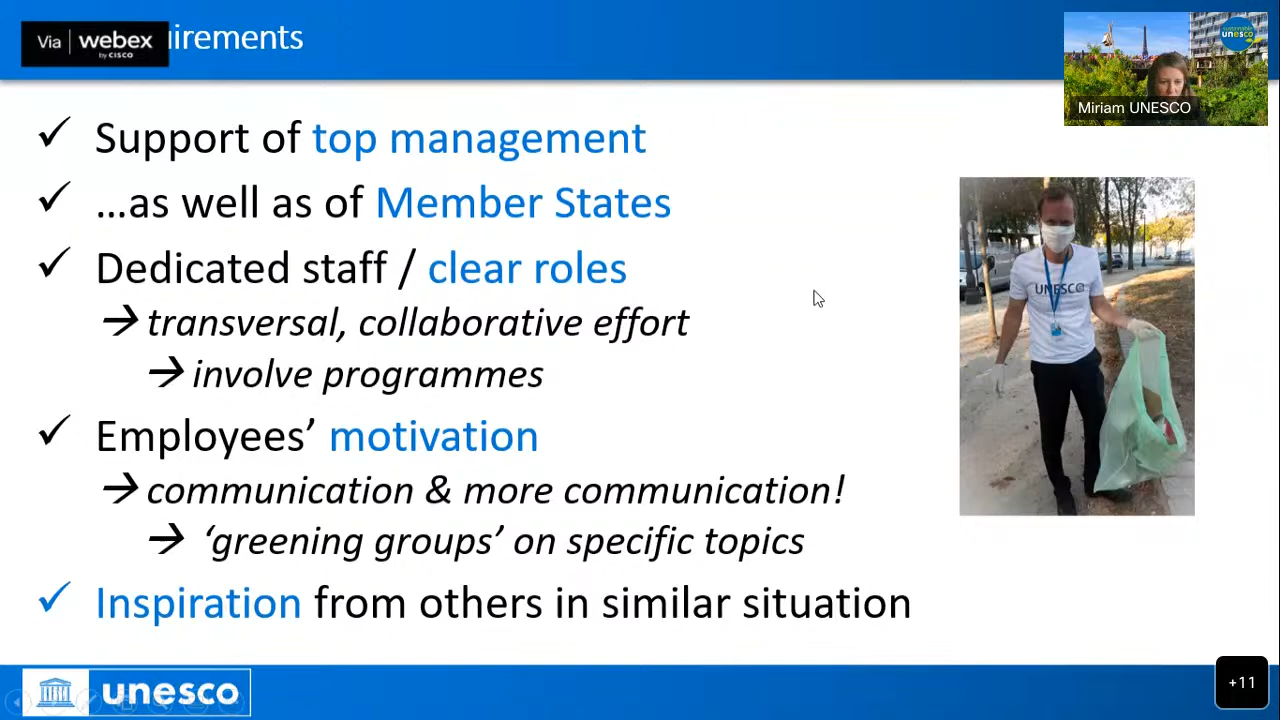 Via webex
by CISCO
irements
sustainable
unesco
Miriam UNESCO
✓ Support of top management
✓ …as well as of Member States
✓ Dedicated staff / clear roles
→ transversal, collaborative effort
→ involve programmes
UNESCO
✓ Employees’ motivation
→ communication & more communication!
→ ‘greening groups’ on specific topics
✓ Inspiration from others in similar situation
unesco
+11